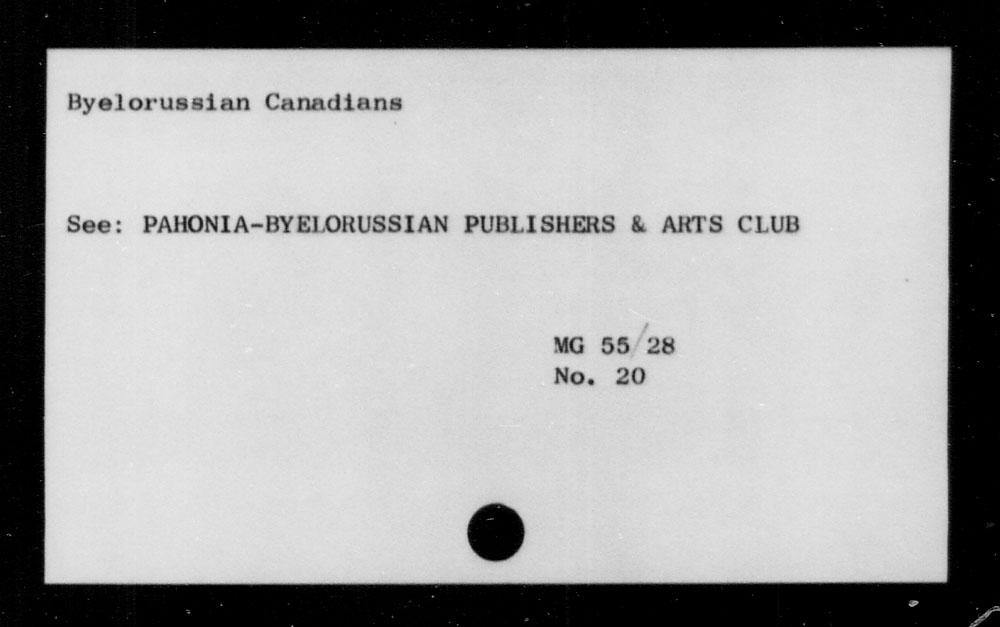 Byelorussian Canadians
See: PAHONIA-BYELORUSSIAN PUBLISHERS & ARTS CLUB
MG 55/28
No. 20